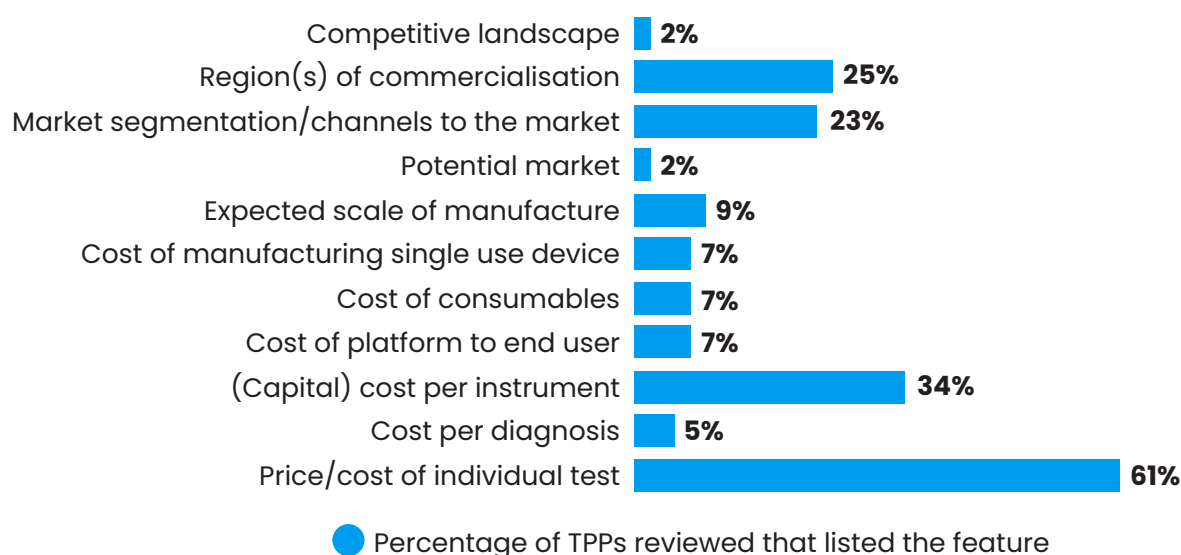 Competitive landscape 2%
Region(s) of commercialisation 25%
Market segmentation/channels to the market 23%
Potential market 2%
Expected scale of manufacture 9%
Cost of manufacturing single use device 7%
Cost of consumables 7%
Cost of platform to end user 7%
(Capital) cost per instrument 34%
Cost per diagnosis 5%
Price/cost of individual test 61%
Percentage of TPPs reviewed that listed the feature